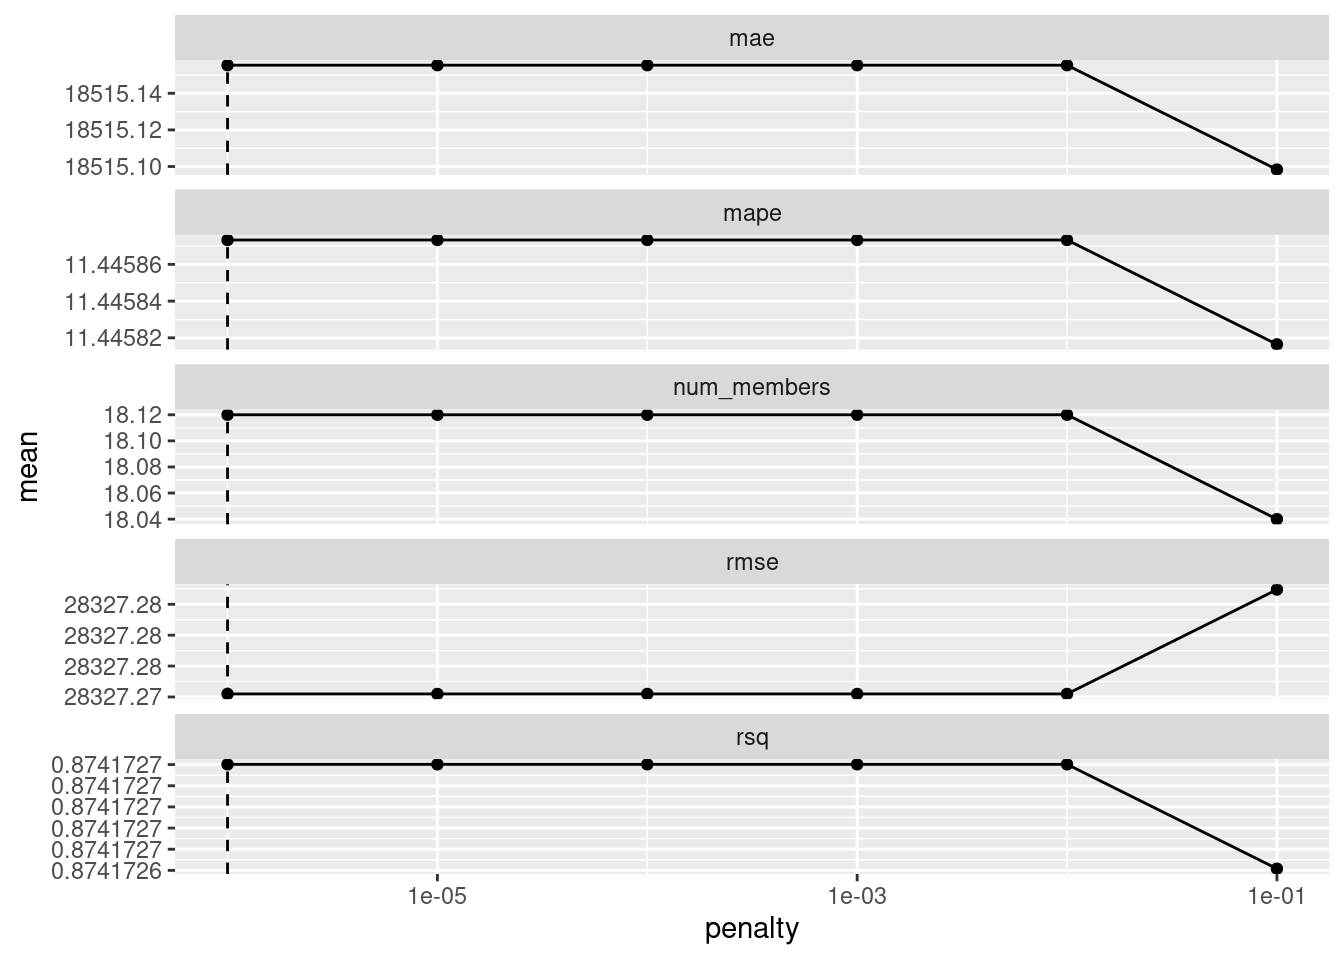 mae
18515.14
18515.12
18515.10
mape
11.44586
11.44584
11.44582
num_members
18.12
18.10
18.08
18.06
18.04
mean
rmse
28327.28
28327.28
28327.28
28327.27
rsq
0.8741727
0.8741727
0.8741727
0.8741727
0.8741727
0.8741726
1e-05 1e-03 1e-01
penalty